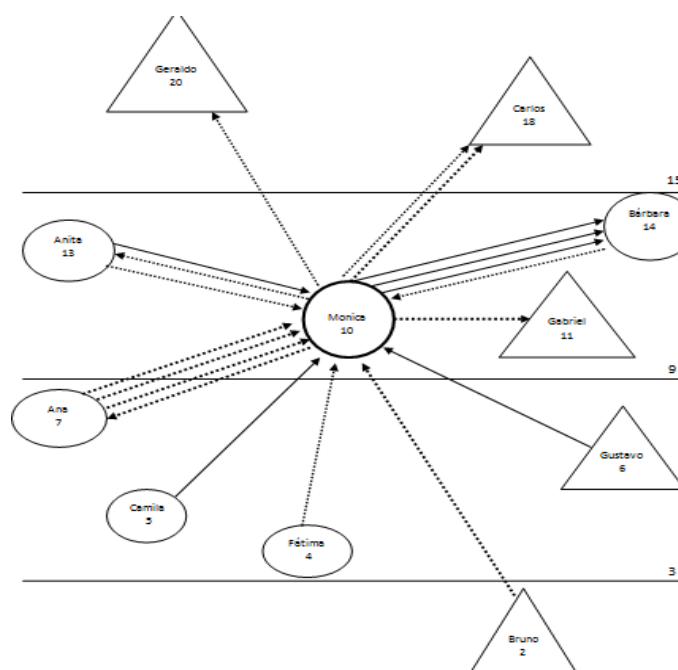 Geraldo
20
Carlos
18
15
Anita
13
Bárbara
14
Monica
10
Gabriel
11
9
Ana
7
Gustavo
6
Camila
5
Fátima
4
3
Bruno
2